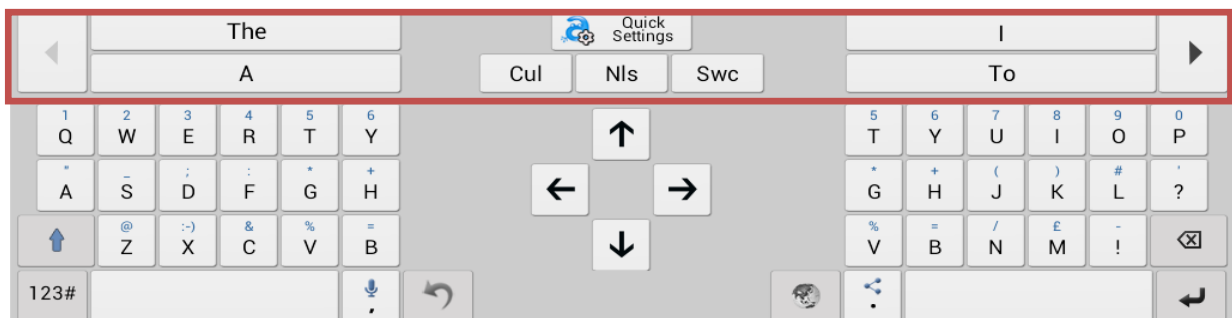 The Quick Settings I
A Cul Nls Swc To
1 2 3 4 5 6 5 6 7 8 9 0
Q W E R T Y T Y U I O P
" _ ; : * + * + ( ) # '
A S D F G H G H J K L ?
@ :-) & % = % = / £ -
Z X C V B V B N M !
123# , .